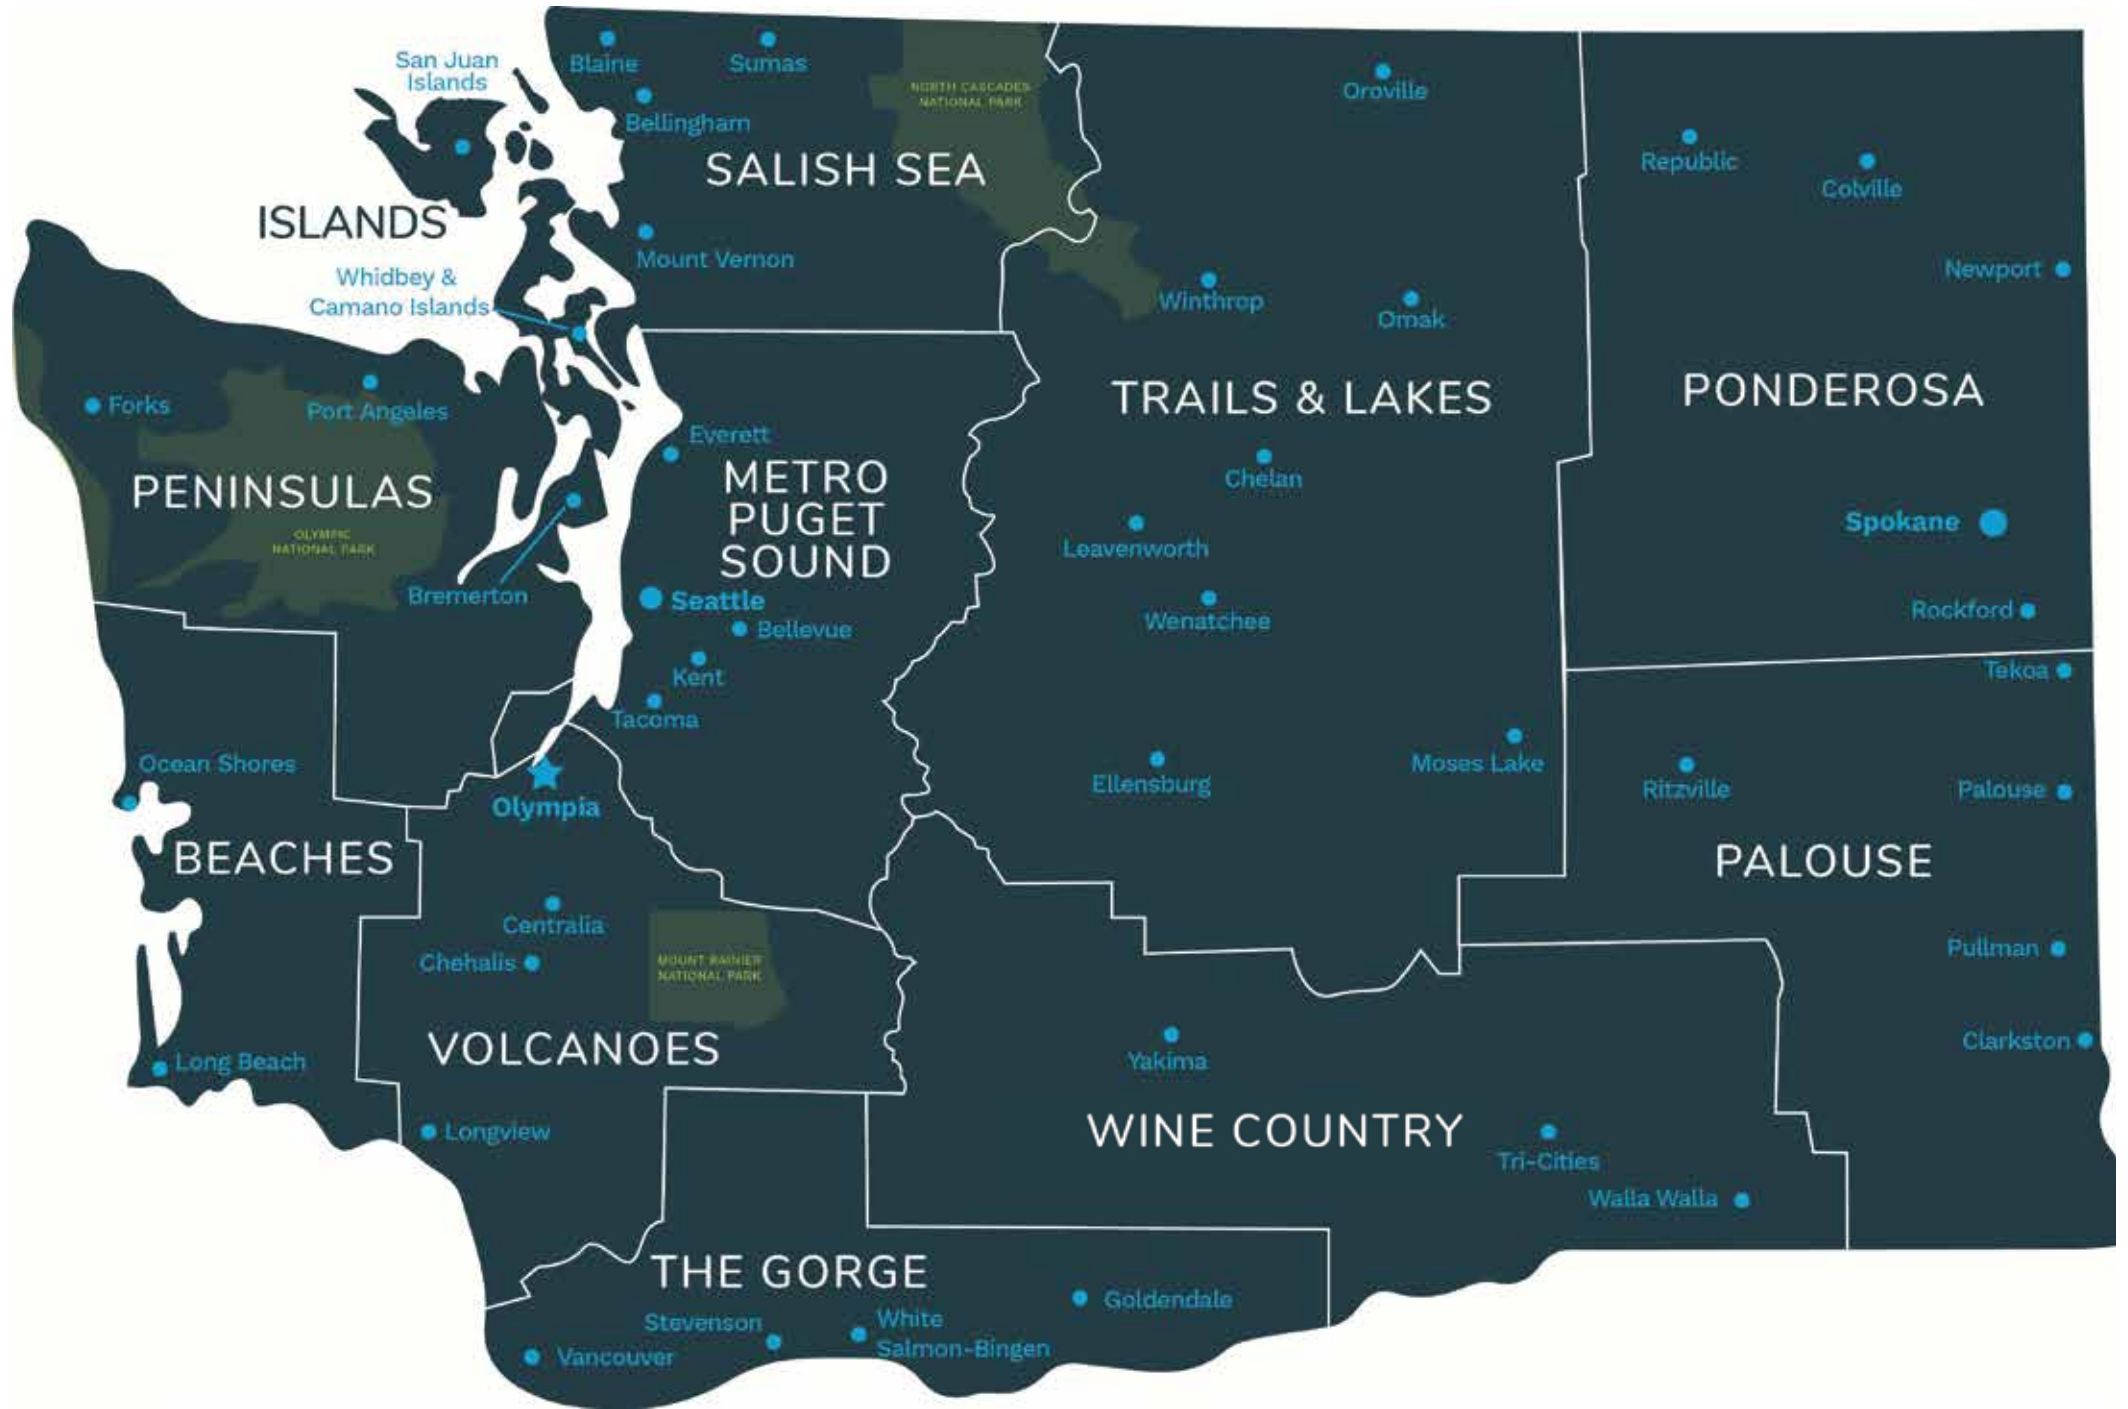 San Juan
Islands
Blaine
Sumas
NORTH CASCADES
NATIONAL PARK
Oroville
Bellingham
Republic
Colville
SALISH SEA
ISLANDS
Mount Vernon
Whidbey &
Camano Islands
Newport
Winthrop
Omak
Forks
Port Angeles
TRAILS & LAKES
PONDEROSA
Everett
PENINSULAS
METRO
PUGET
SOUND
Chelan
OLYMPIC
NATIONAL PARK
Leavenworth
Spokane
Bremerton
Seattle
Bellevue
Wenatchee
Rockford
Kent
Tacoma
Tekoa
Ocean Shores
Ellensburg
Moses Lake
Ritzville
Palouse
Olympia
BEACHES
PALOUSE
Centralia
Chehalis
MOUNT RAINIER
NATIONAL PARK
Pullman
VOLCANOES
Clarkston
Long Beach
Yakima
Longview
WINE COUNTRY
Tri-Cities
Walla Walla
THE GORGE
Goldendale
Stevenson
White
Salmon-Bingen
Vancouver